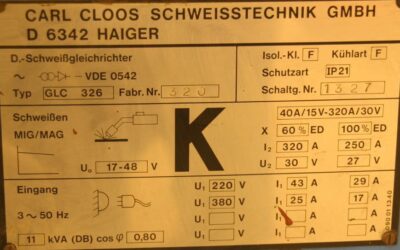 CARL CLOOS SCHWEISSTECHNIK GMBH
D 6342 HAIGER
D.-Schweißgleichrichter
VDE 0542
Typ GLC 326 Fabr. Nr. 320
Isol.-Kl. F Kühlart F
Schutzart IP21
Schaltg. Nr. 1327
Schweißen
MIG/MAG
U₀ 17-48 V
K
40A/15V-320A/30V
X 60% ED 100% ED
I₂ 320 A 250 A
U₂ 30 V 27 V
Eingang
3~50 Hz
11 kVA (DB) cos φ 0,80
U₁ 220 V I₁ 43 A 29 A
U₁ 380 V I₁ 25 A 17 A
U₁ V I₁ A A
U₁ V I₁ A A